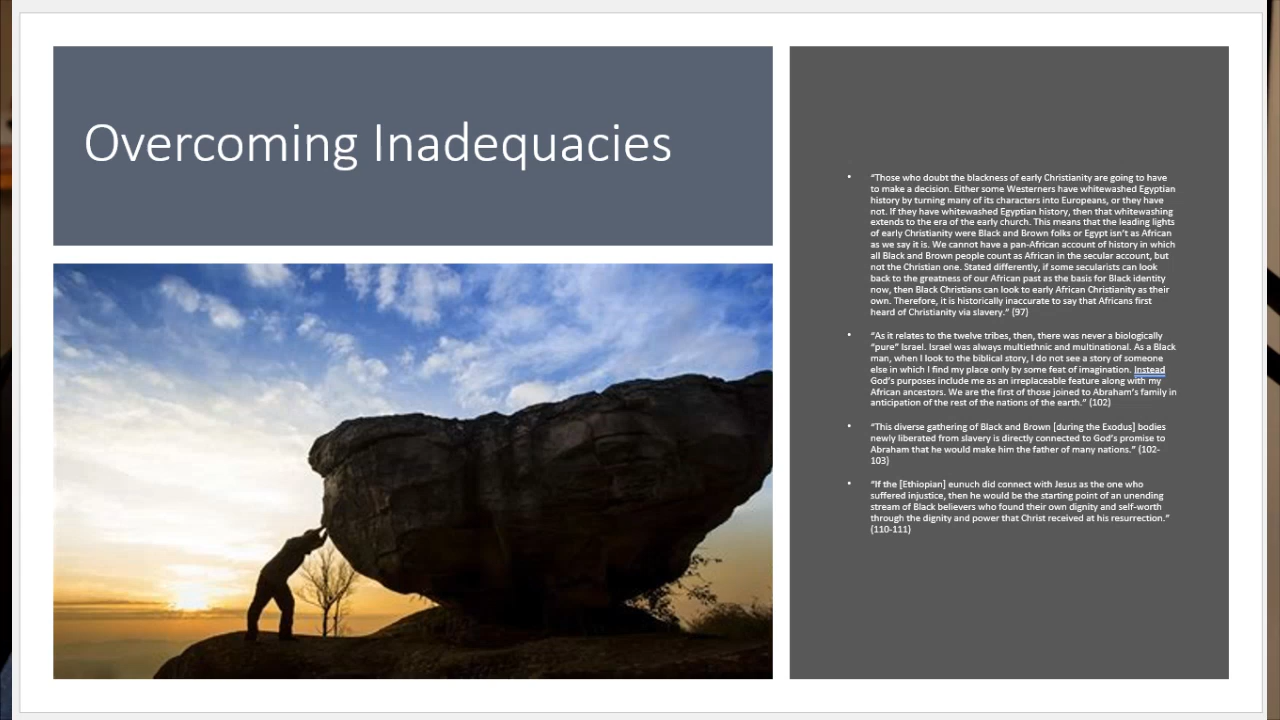 Overcoming Inadequacies
• “Those who doubt the blackness of early Christianity are going to have
to make a decision. Either some Westerners have whitewashed Egyptian
history by turning many of its characters into Europeans, or they have
not. If they have whitewashed Egyptian history, then that whitewashing
extends to the era of the early church. This means that the leading lights
of early Christianity were Black and Brown folks or Egypt isn’t as African
as we say it is. We cannot have a pan-African account of history in which
all Black and Brown people count as African in the secular account, but
not the Christian one. Stated differently, if some secularists can look
back to the greatness of our African past as the basis for Black identity
now, then Black Christians can look to early African Christianity as their
own. Therefore, it is historically inaccurate to say that Africans first
heard of Christianity via slavery.” (97)
• “As it relates to the twelve tribes, then, there was never a biologically
“pure” Israel. Israel was always multiethnic and multinational. As a Black
man, when I look to the biblical story, I do not see a story of someone
else in which I find my place only by some feat of imagination. Instead
God’s purposes include me as an irreplaceable feature along with my
African ancestors. We are the first of those joined to Abraham’s family in
anticipation of the rest of the nations of the earth.” (102)
• “This diverse gathering of Black and Brown [during the Exodus] bodies
newly liberated from slavery is directly connected to God’s promise to
Abraham that he would make him the father of many nations.” (102-
103)
• “If the [Ethiopian] eunuch did connect with Jesus as the one who
suffered injustice, then he would be the starting point of an unending
stream of Black believers who found their own dignity and self-worth
through the dignity and power that Christ received at his resurrection.”
(110-111)